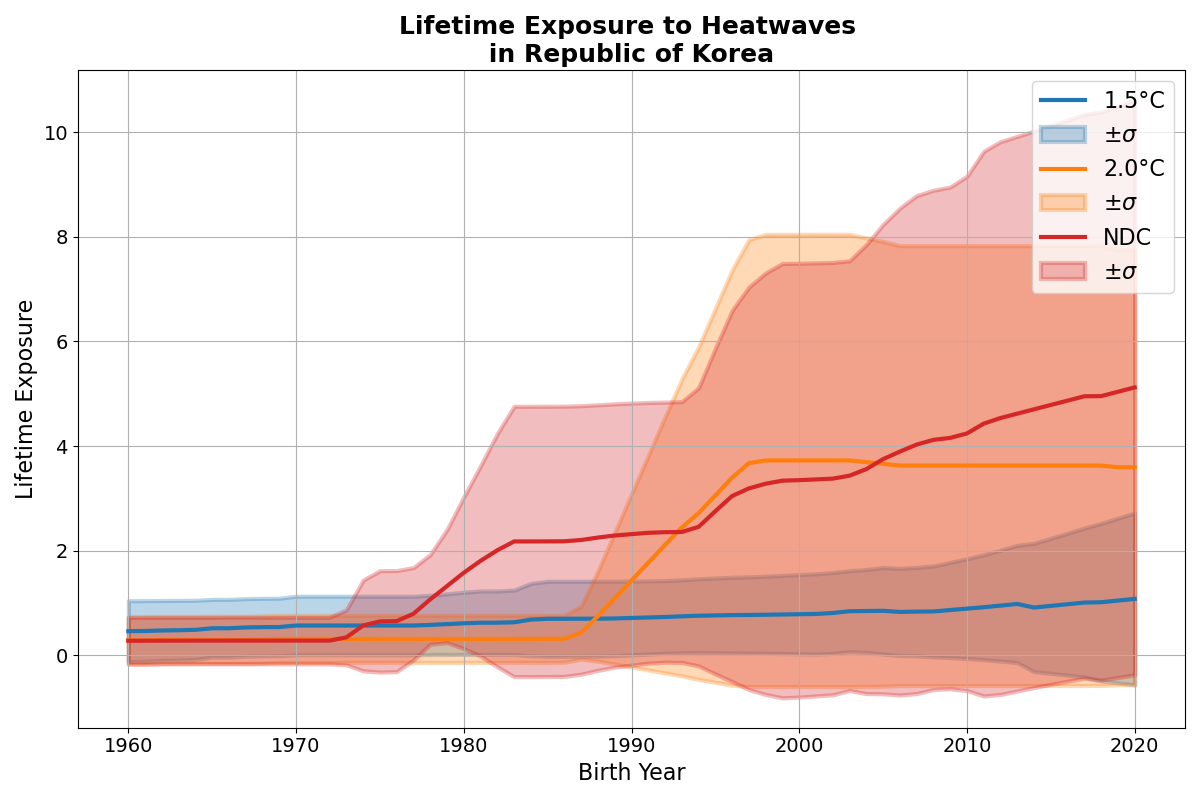 Lifetime Exposure to Heatwaves
in Republic of Korea
Lifetime Exposure
10
8
6
4
2
0
1.5°C
±σ
2.0°C
±σ
NDC
±σ
1960
1970
1980
1990
2000
2010
2020
Birth Year